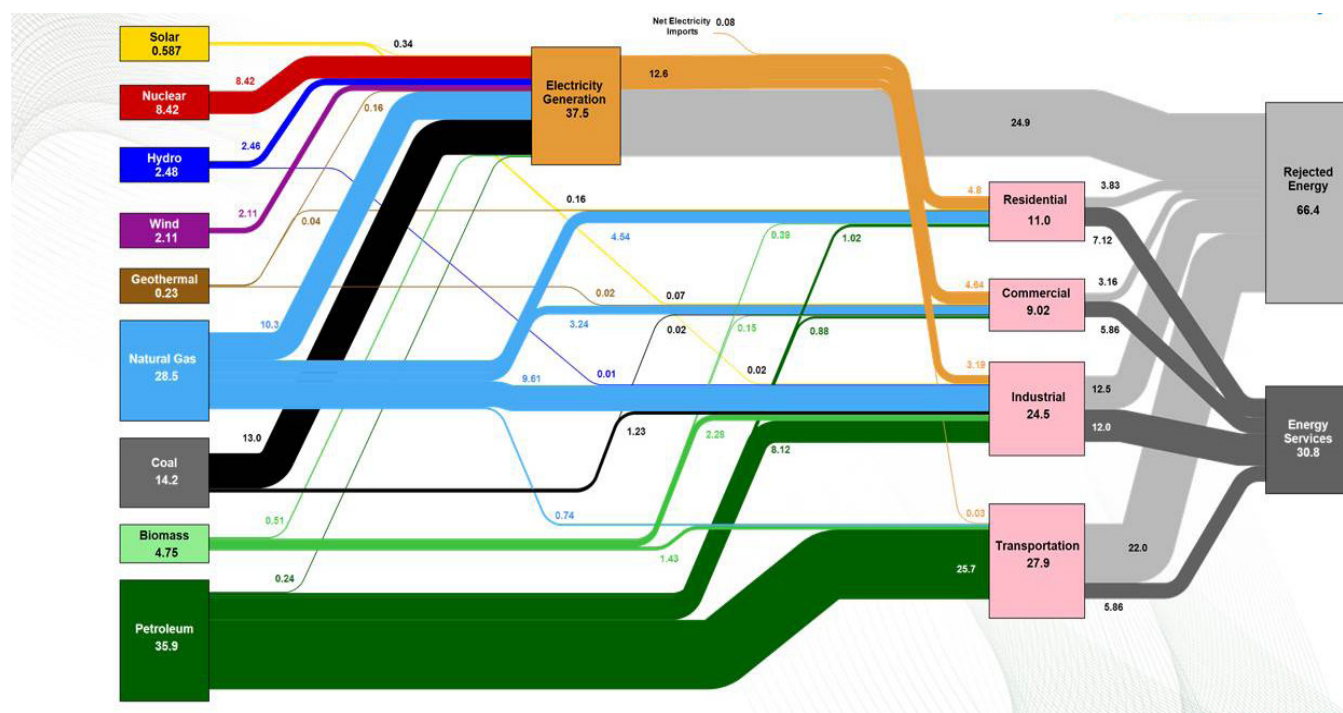 Net Electricity 0.08
Imports
Solar
0.587
0.34
Electricity
Generation
37.5
12.6
8.42
Nuclear
8.42
0.16
24.9
Rejected
Energy
66.4
2.46
Hydro
2.48
4.8
Residential
11.0
3.83
7.12
2.11
Wind
2.11
0.04
0.16
4.54
0.39
1.02
Geothermal
0.23
0.02
0.07
4.64
Commercial
9.02
3.16
5.86
10.3
3.24
0.02
0.15
0.88
Natural Gas
28.5
9.61
0.01
0.02
3.19
Industrial
24.5
12.5
12.0
Energy
Services
30.8
13.0
Coal
14.2
1.23
2.28
8.12
0.51
0.74
0.03
Biomass
4.75
1.43
Transportation
27.9
22.0
0.24
25.7
5.86
Petroleum
35.9